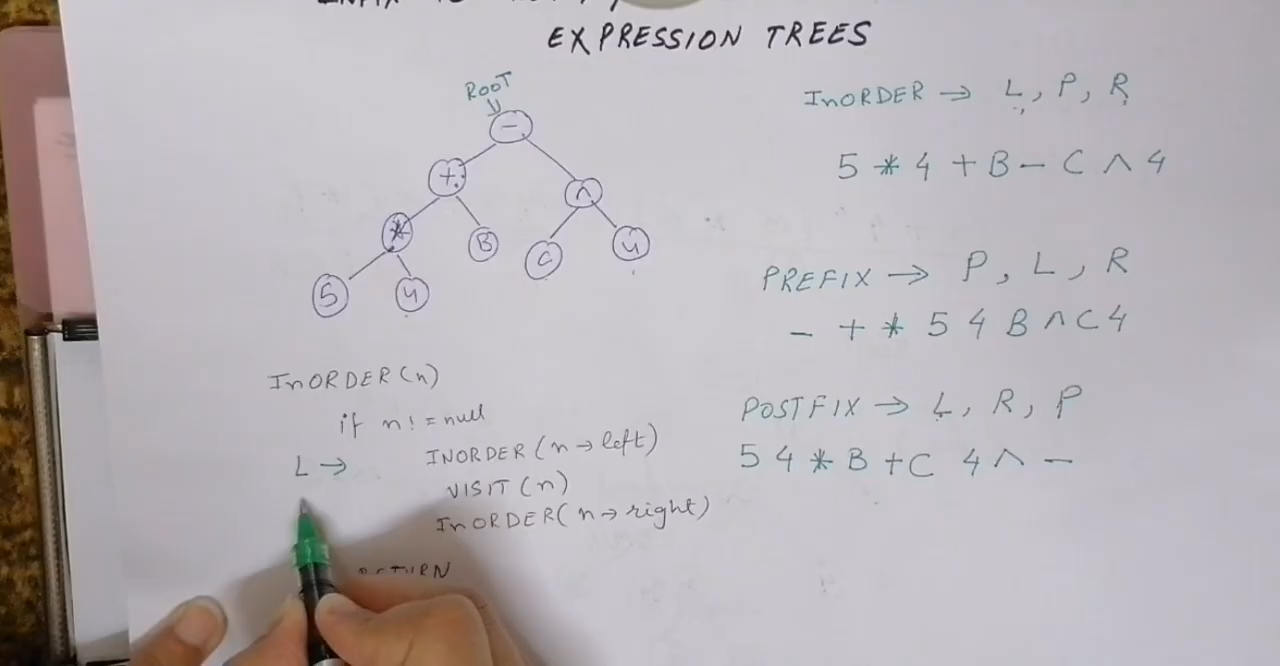 EXPRESSION TREES
ROOT
-
+
^
*
B
C
4
5
4
InORDER → L, P, R
5 * 4 + B - C ^ 4
PREFIX → P, L, R
- + * 5 4 B ^ C 4
POSTFIX → L, R, P
5 4 * B + C 4 ^ -
InORDER(n)
if n! = null
L → INORDER (n → left)
VISIT (n)
InORDER( n → right)